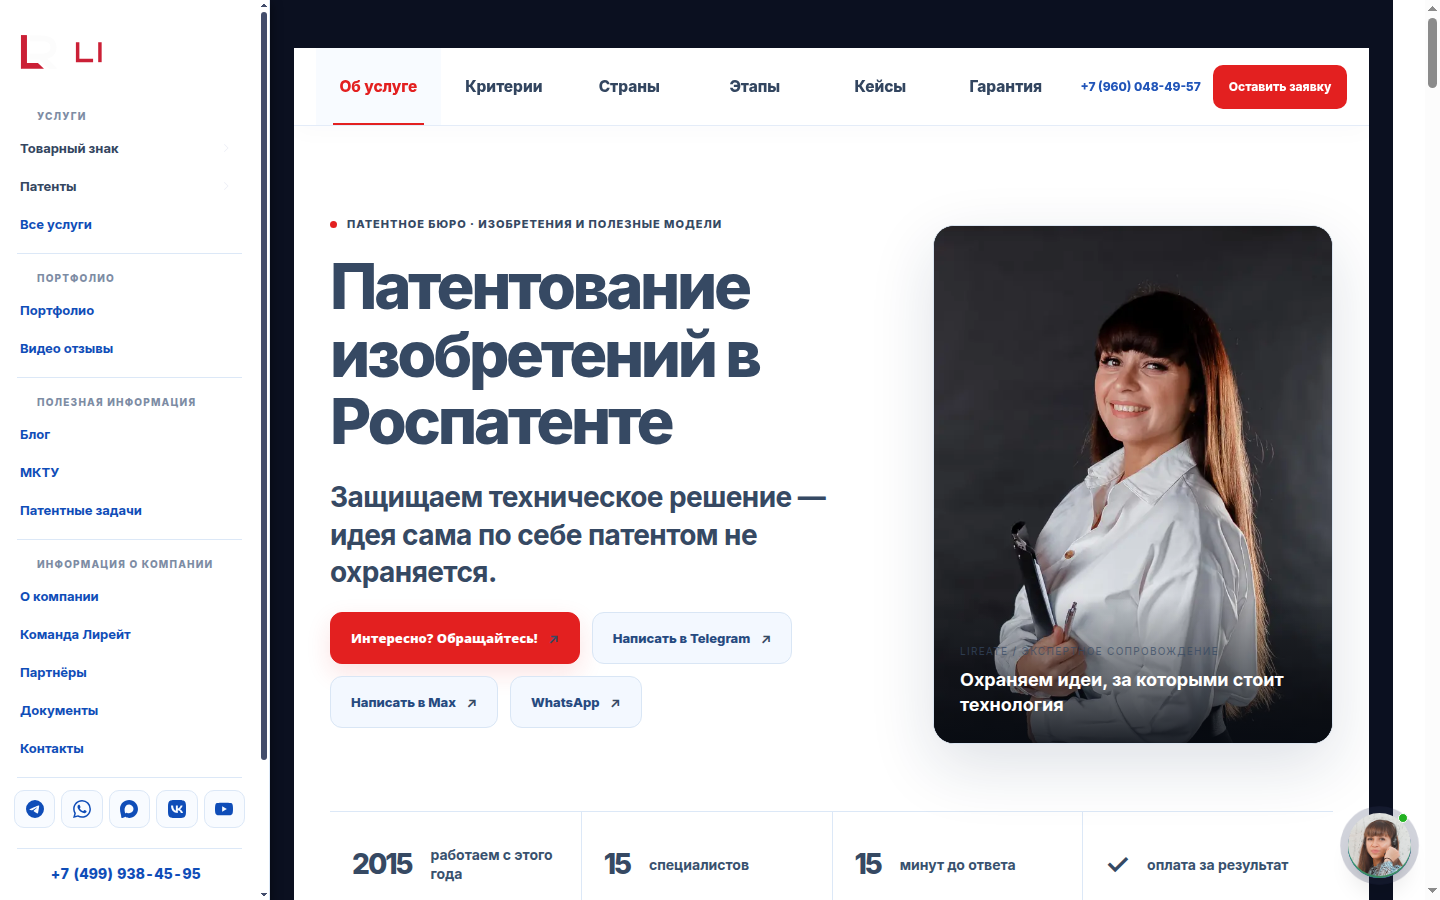 LI
УСЛУГИ
Товарный знак
Патенты
Все услуги
ПОРТФОЛИО
Портфолио
Видео отзывы
ПОЛЕЗНАЯ ИНФОРМАЦИЯ
Блог
МКТУ
Патентные задачи
ИНФОРМАЦИЯ О КОМПАНИИ
О компании
Команда Лирейт
Партнёры
Документы
Контакты
+7 (499) 938-45-95
Об услуге
Критерии
Страны
Этапы
Кейсы
Гарантия
+7 (960) 048-49-57
Оставить заявку
ПАТЕНТНОЕ БЮРО · ИЗОБРЕТЕНИЯ И ПОЛЕЗНЫЕ МОДЕЛИ
Патентование
изобретений в
Роспатенте
Защищаем техническое решение —
идея сама по себе патентом не
охраняется.
Интересно? Обращайтесь!
Написать в Telegram
Написать в Max
WhatsApp
LIREATE / ЭКСПЕРТНОЕ СОПРОВОЖДЕНИЕ
Охраняем идеи, за которыми стоит
технология
2015 работаем с этого
года
15 специалистов
15 минут до ответа
оплата за результат